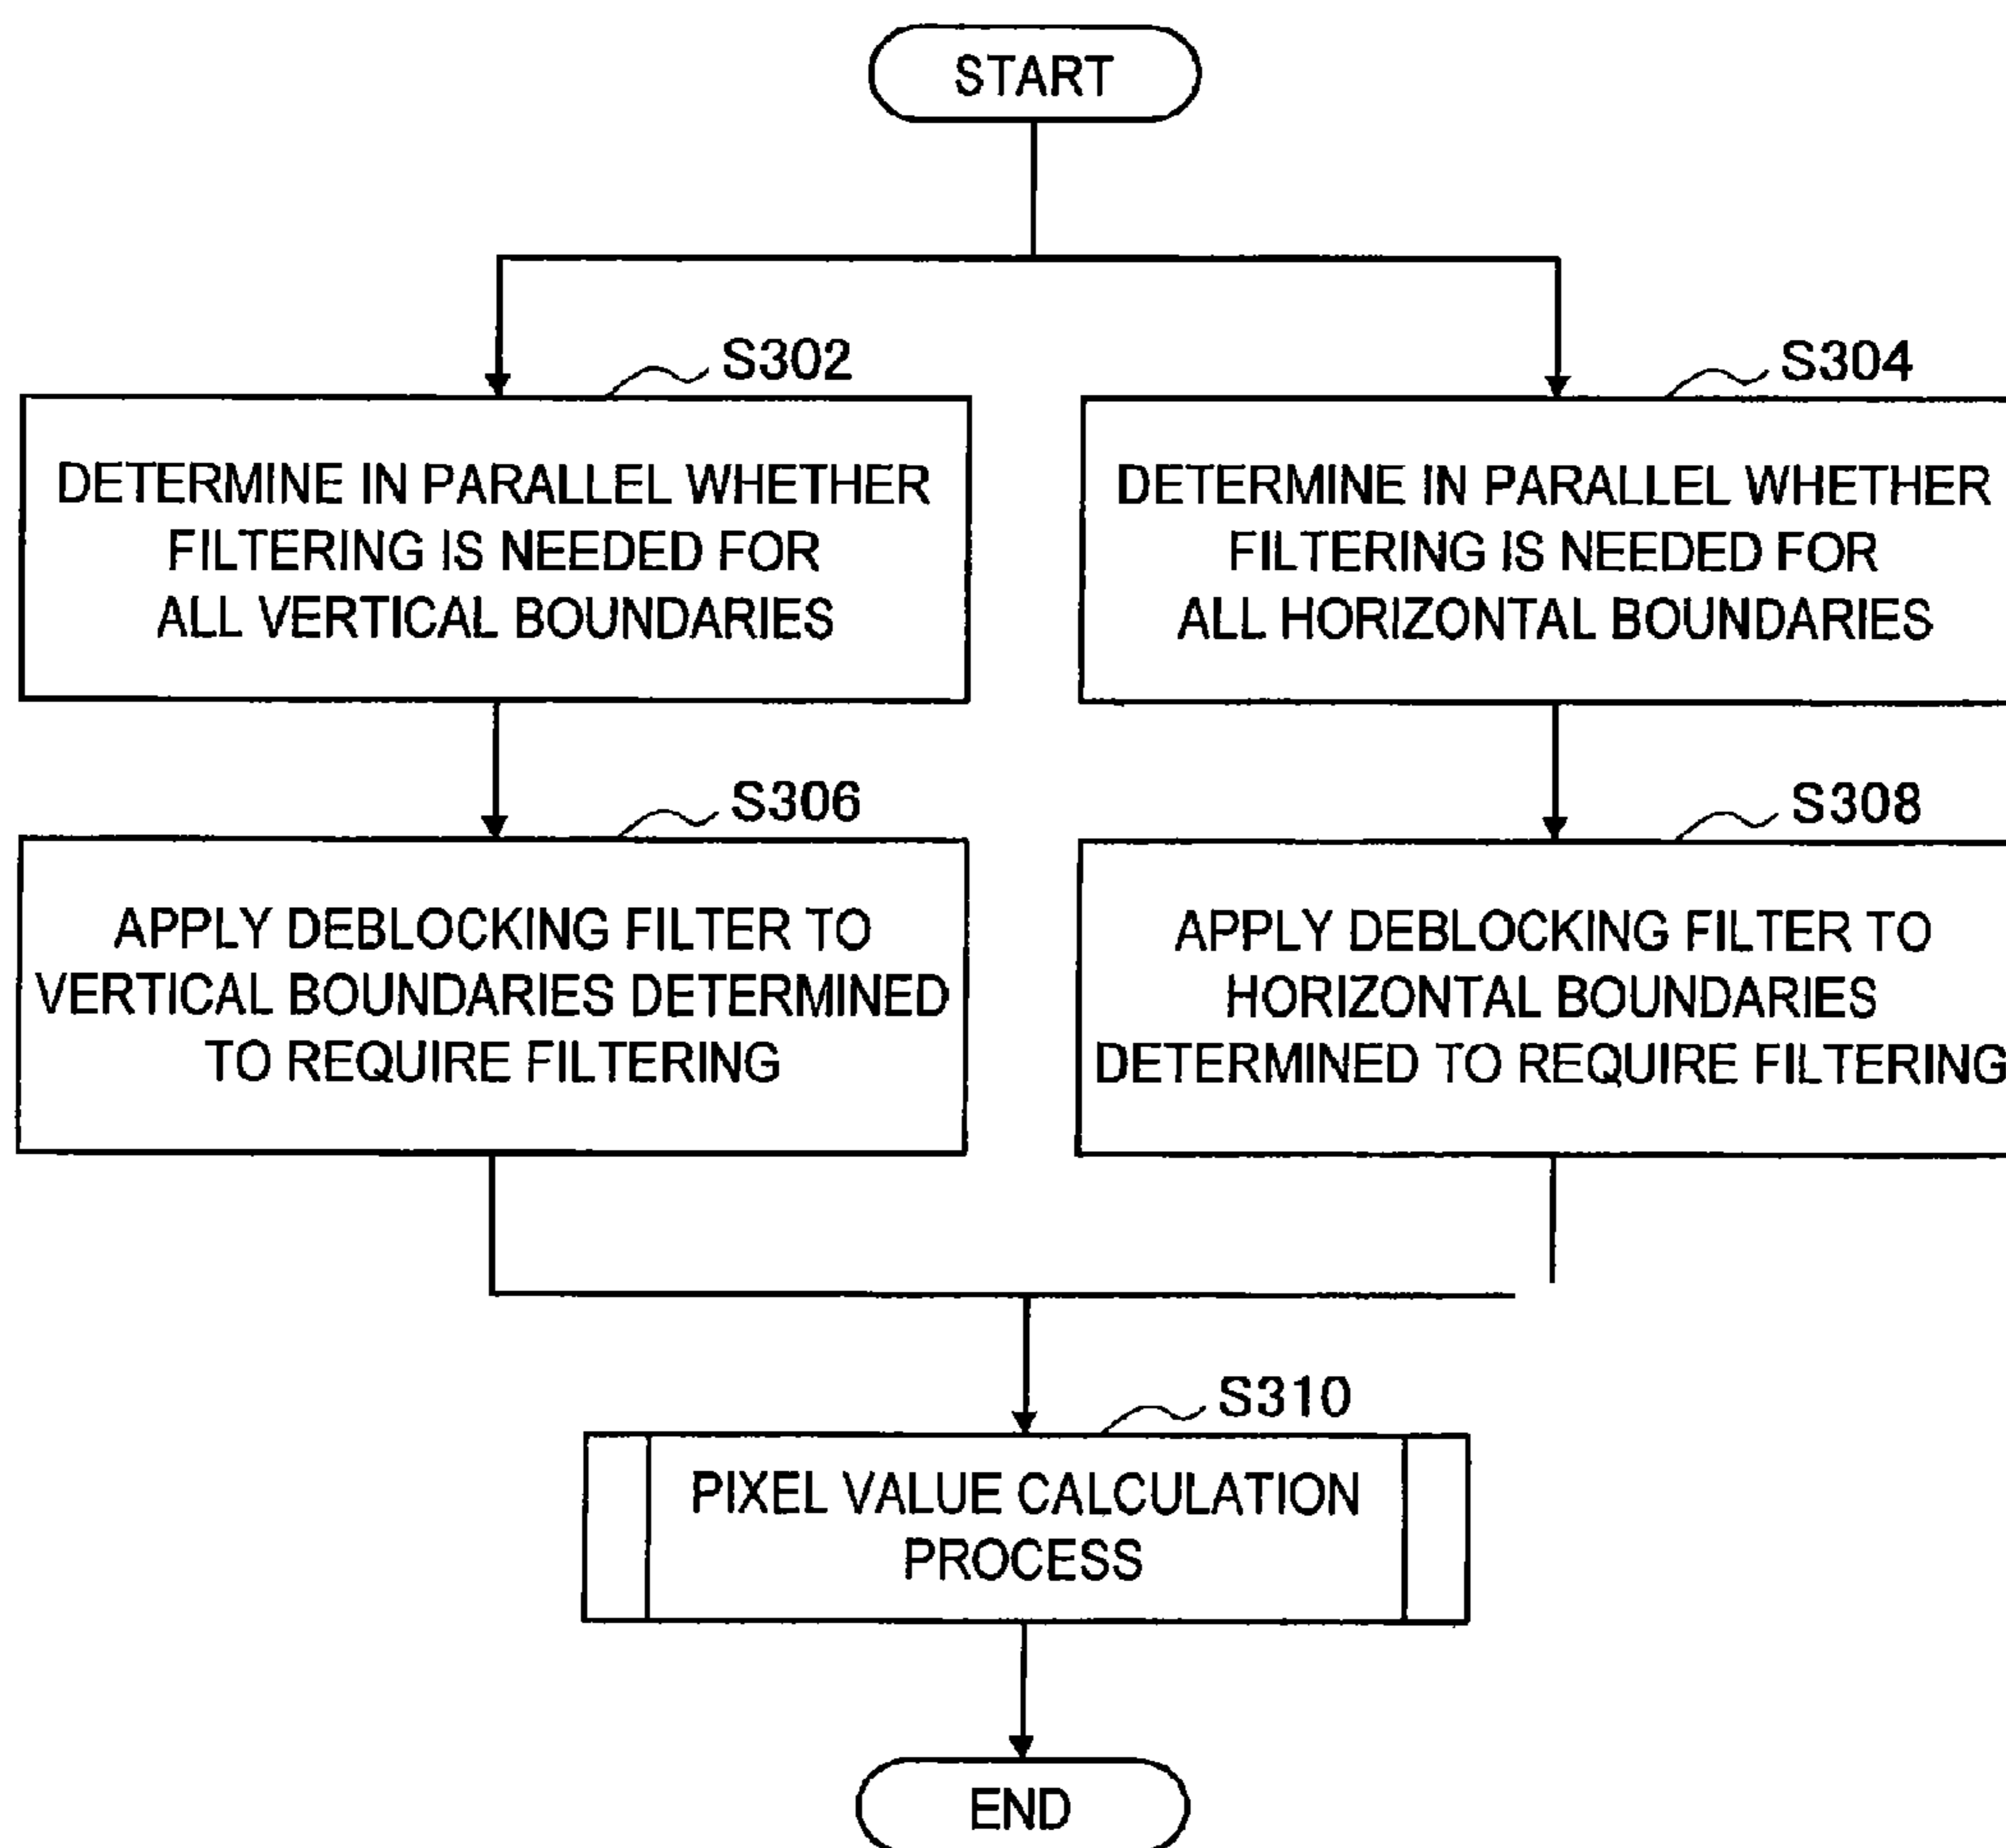 START
S302
DETERMINE IN PARALLEL WHETHER
FILTERING IS NEEDED FOR
ALL VERTICAL BOUNDARIES
S304
DETERMINE IN PARALLEL WHETHER
FILTERING IS NEEDED FOR
ALL HORIZONTAL BOUNDARIES
S306
APPLY DEBLOCKING FILTER TO
VERTICAL BOUNDARIES DETERMINED
TO REQUIRE FILTERING
S308
APPLY DEBLOCKING FILTER TO
HORIZONTAL BOUNDARIES
DETERMINED TO REQUIRE FILTERING
S310
PIXEL VALUE CALCULATION
PROCESS
END